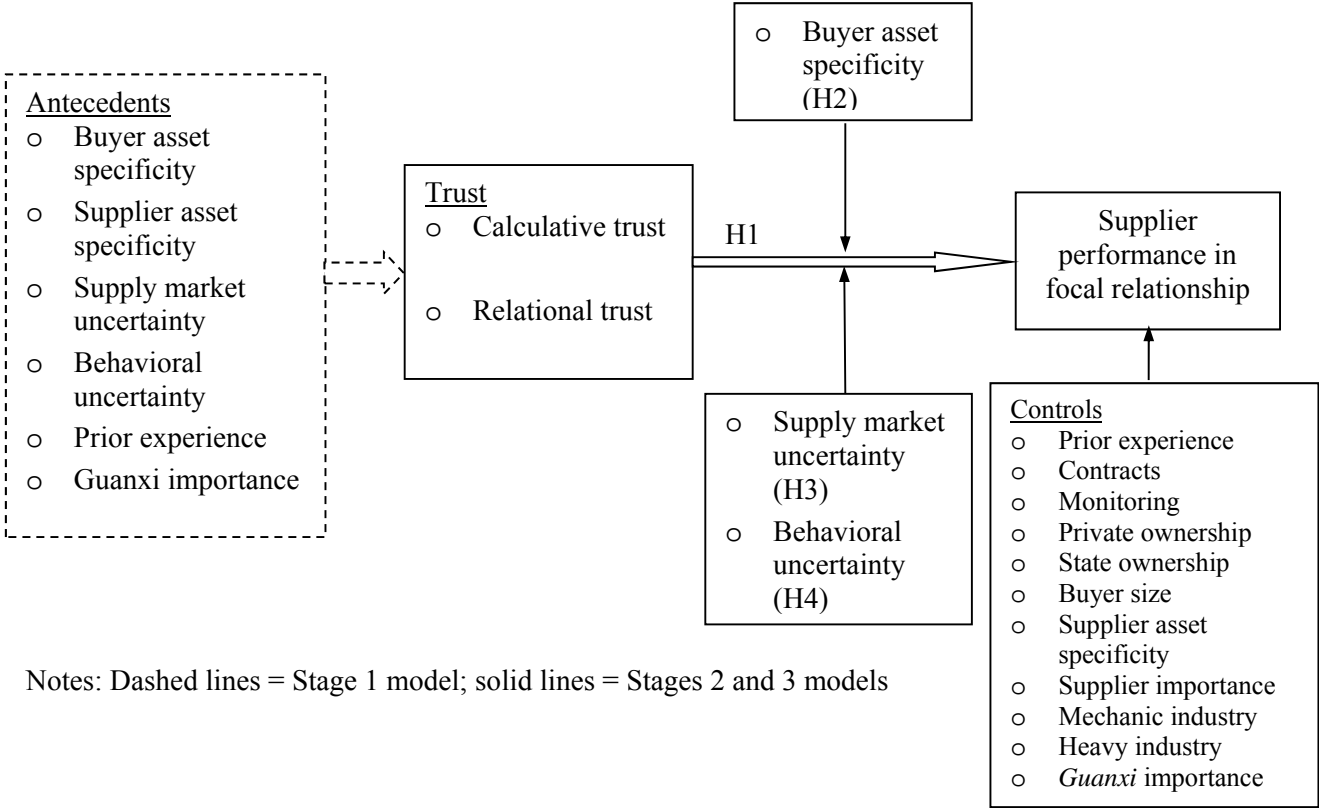 Antecedents
o Buyer asset
specificity
o Supplier asset
specificity
o Supply market
uncertainty
o Behavioral
uncertainty
o Prior experience
o Guanxi importance
Trust
o Calculative trust
o Relational trust
H1
o Buyer asset
specificity
(H2)
o Supply market
uncertainty
(H3)
o Behavioral
uncertainty
(H4)
Supplier
performance in
focal relationship
Controls
o Prior experience
o Contracts
o Monitoring
o Private ownership
o State ownership
o Buyer size
o Supplier asset
specificity
o Supplier importance
o Mechanic industry
o Heavy industry
o Guanxi importance
Notes: Dashed lines = Stage 1 model; solid lines = Stages 2 and 3 models